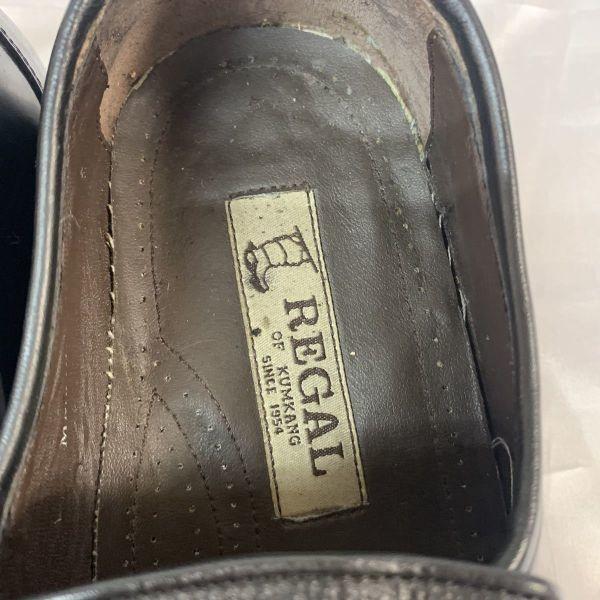 REGAL
OF KUMKANG
SINCE 1954